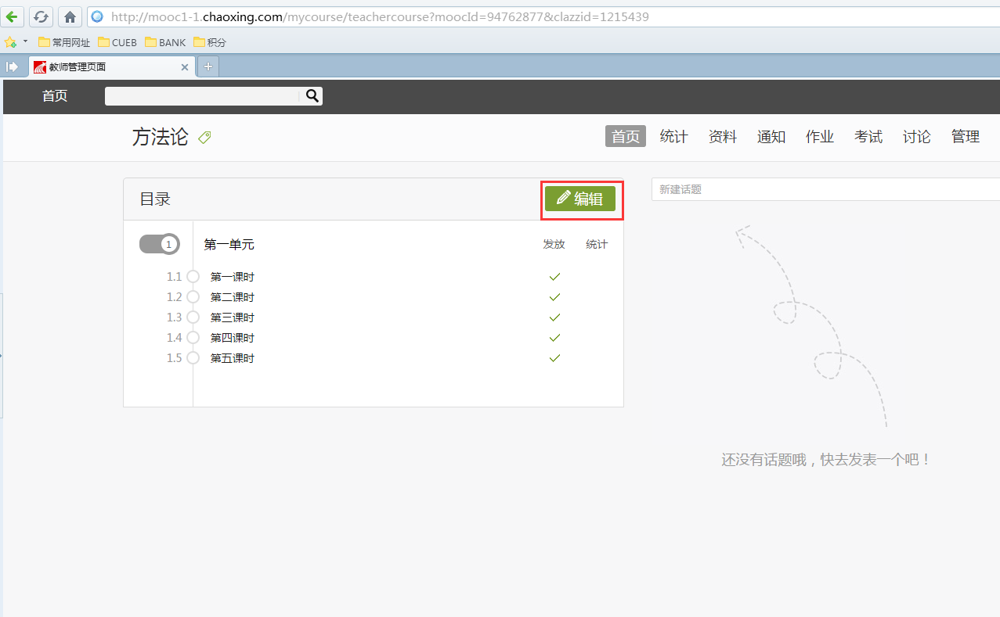 http://mooc1-1.chaoxing.com/mycourse/teachercourse?moocId=94762877&clazzid=1215439
常用网址 CUEB BANK 积分
教师管理页面
首页
方法论
首页 统计 资料 通知 作业 考试 讨论 管理
目录
编辑
新建话题
1 第一单元 发放 统计
1.1 第一课时
1.2 第二课时
1.3 第三课时
1.4 第四课时
1.5 第五课时
还没有话题哦，快去发表一个吧！